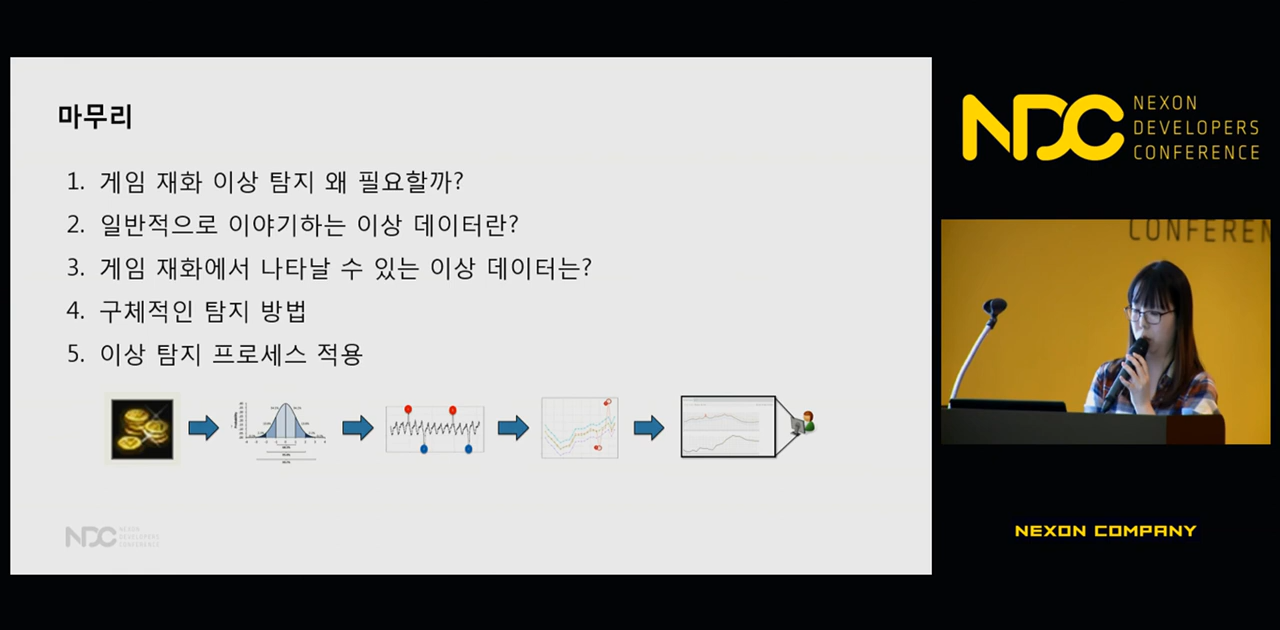 마무리
1. 게임 재화 이상 탐지 왜 필요할까?
2. 일반적으로 이야기하는 이상 데이터란?
3. 게임 재화에서 나타날 수 있는 이상 데이터는?
4. 구체적인 탐지 방법
5. 이상 탐지 프로세스 적용
NDC NEXON
DEVELOPERS
CONFERENCE
NDC
NEXON
DEVELOPERS
CONFERENCE
CONFEREN
NEXON COMPANY